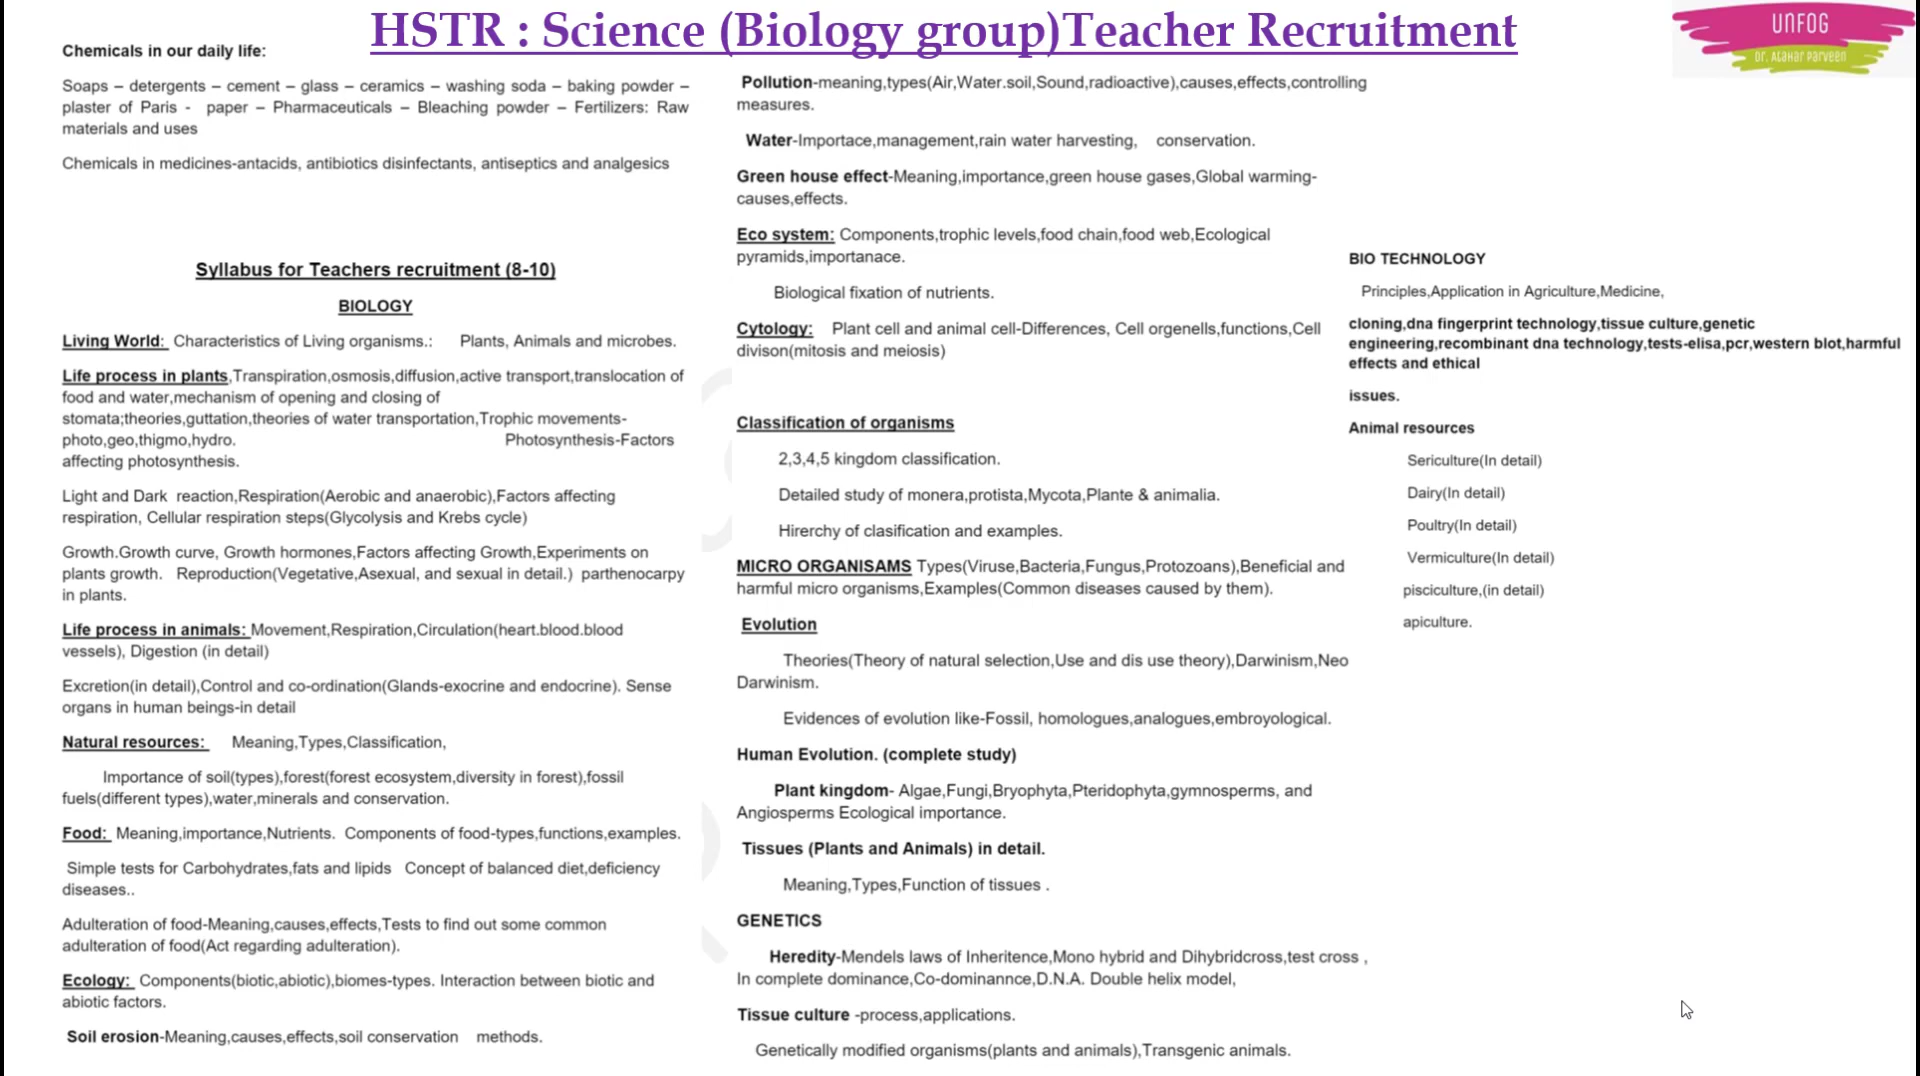 HSTR : Science (Biology group)Teacher Recruitment
UNFOG
Dr. Atahar Parveen
Chemicals in our daily life:
Soaps – detergents – cement – glass – ceramics – washing soda – baking powder –
plaster of Paris - paper – Pharmaceuticals – Bleaching powder – Fertilizers: Raw
materials and uses
Chemicals in medicines-antacids, antibiotics disinfectants, antiseptics and analgesics
Syllabus for Teachers recruitment (8-10)
BIOLOGY
Living World: Characteristics of Living organisms.: Plants, Animals and microbes.
Life process in plants,Transpiration,osmosis,diffusion,active transport,translocation of
food and water,mechanism of opening and closing of
stomata;theories,guttation,theories of water transportation,Trophic movements-
photo,geo,thigmo,hydro. Photosynthesis-Factors
affecting photosynthesis.
Light and Dark reaction,Respiration(Aerobic and anaerobic),Factors affecting
respiration, Cellular respiration steps(Glycolysis and Krebs cycle)
Growth.Growth curve, Growth hormones,Factors affecting Growth,Experiments on
plants growth. Reproduction(Vegetative,Asexual, and sexual in detail.) parthenocarpy
in plants.
Life process in animals: Movement,Respiration,Circulation(heart.blood.blood
vessels), Digestion (in detail)
Excretion(in detail),Control and co-ordination(Glands-exocrine and endocrine). Sense
organs in human beings-in detail
Natural resources: Meaning,Types,Classification,
Importance of soil(types),forest(forest ecosystem,diversity in forest),fossil
fuels(different types),water,minerals and conservation.
Food: Meaning,importance,Nutrients. Components of food-types,functions,examples.
Simple tests for Carbohydrates,fats and lipids Concept of balanced diet,deficiency
diseases..
Adulteration of food-Meaning,causes,effects,Tests to find out some common
adulteration of food(Act regarding adulteration).
Ecology: Components(biotic,abiotic),biomes-types. Interaction between biotic and
abiotic factors.
Soil erosion-Meaning,causes,effects,soil conservation methods.
Pollution-meaning,types(Air,Water.soil,Sound,radioactive),causes,effects,controlling
measures.
Water-Importace,management,rain water harvesting, conservation.
Green house effect-Meaning,importance,green house gases,Global warming-
causes,effects.
Eco system: Components,trophic levels,food chain,food web,Ecological
pyramids,importanace.
Biological fixation of nutrients.
Cytology: Plant cell and animal cell-Differences, Cell orgenells,functions,Cell
divison(mitosis and meiosis)
Classification of organisms
2,3,4,5 kingdom classification.
Detailed study of monera,protista,Mycota,Plante & animalia.
Hirerchy of clasification and examples.
MICRO ORGANISAMS Types(Viruse,Bacteria,Fungus,Protozoans),Beneficial and
harmful micro organisms,Examples(Common diseases caused by them).
Evolution
Theories(Theory of natural selection,Use and dis use theory),Darwinism,Neo
Darwinism.
Evidences of evolution like-Fossil, homologues,analogues,embroyological.
Human Evolution. (complete study)
Plant kingdom- Algae,Fungi,Bryophyta,Pteridophyta,gymnosperms, and
Angiosperms Ecological importance.
Tissues (Plants and Animals) in detail.
Meaning,Types,Function of tissues .
GENETICS
Heredity-Mendels laws of Inheritence,Mono hybrid and Dihybridcross,test cross ,
In complete dominance,Co-dominannce,D.N.A. Double helix model,
Tissue culture -process,applications.
Genetically modified organisms(plants and animals),Transgenic animals.
BIO TECHNOLOGY
Principles,Application in Agriculture,Medicine,
cloning,dna fingerprint technology,tissue culture,genetic
engineering,recombinant dna technology,tests-elisa,pcr,western blot,harmful
effects and ethical
issues.
Animal resources
Sericulture(In detail)
Dairy(In detail)
Poultry(In detail)
Vermiculture(In detail)
pisciculture,(in detail)
apiculture.